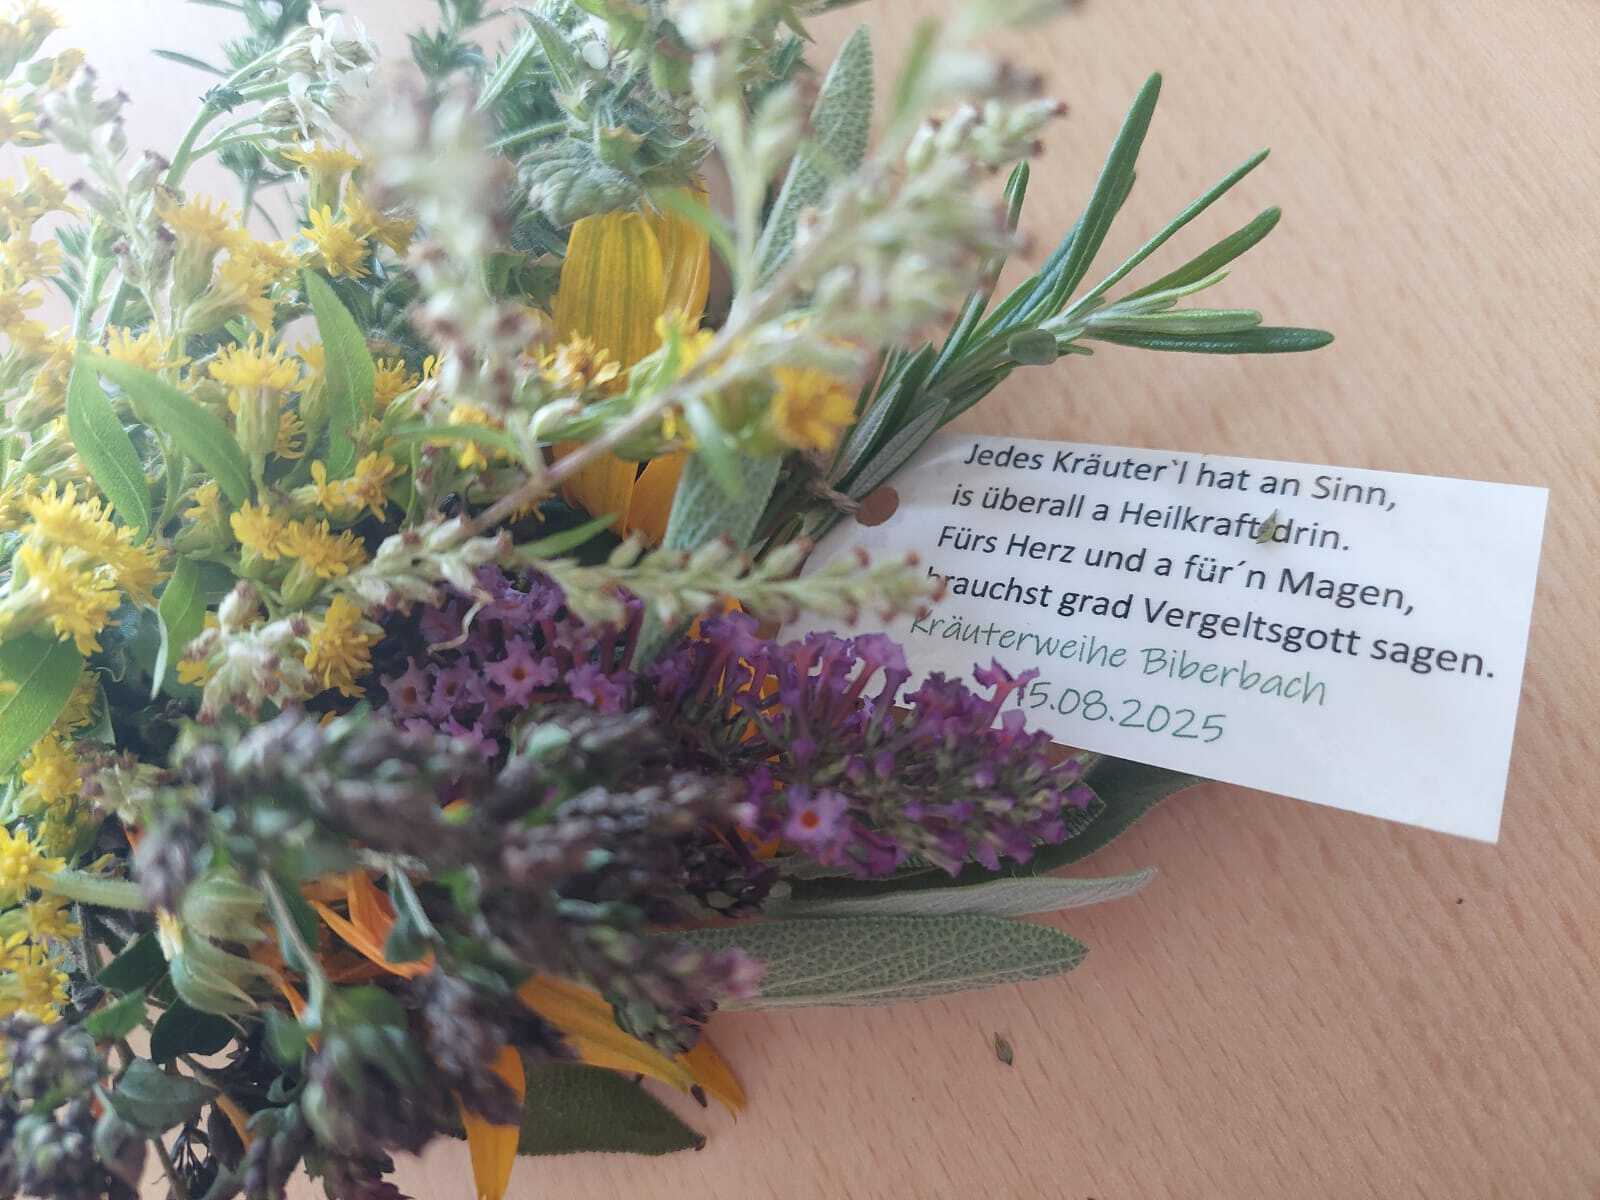 Jedes Kräuter`l hat an Sinn,
is überall a Heilkraft drin.
Fürs Herz und a für´n Magen,
brauchst grad Vergeltsgott sagen.
Kräuterweihe Biberbach
15.08.2025